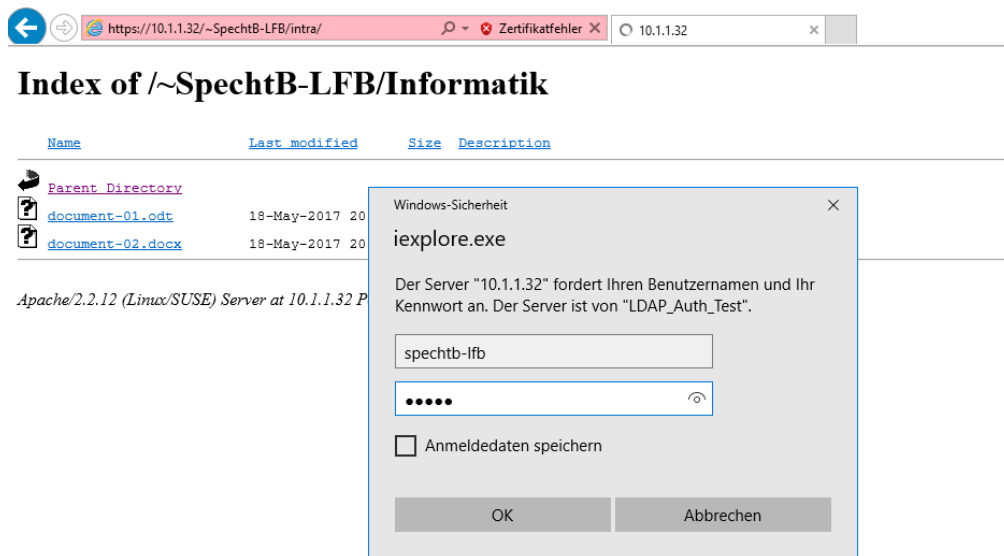 https://10.1.1.32/~SpechtB-LFB/intra/ Zertifikatfehler 10.1.1.32
Index of /~SpechtB-LFB/Informatik
Name Last modified Size Description
Parent Directory
document-01.odt 18-May-2017 20
document-02.docx 18-May-2017 20
Apache/2.2.12 (Linux/SUSE) Server at 10.1.1.32 P
Windows-Sicherheit
iexplore.exe
Der Server "10.1.1.32" fordert Ihren Benutzernamen und Ihr
Kennwort an. Der Server ist von "LDAP_Auth_Test".
spechtb-lfb
•••••
Anmeldedaten speichern
OK Abbrechen